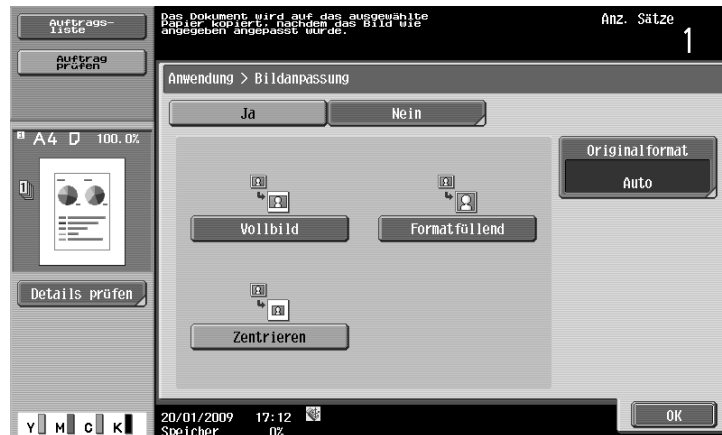 Auftrags-
liste
Auftrag
prüfen
Das Dokument wird auf das ausgewählte
Papier kopiert, nachdem das Bild wie
angegeben angepasst wurde.
Anz. Sätze
1
Anwendung > Bildanpassung
Ja
Nein
A4 100.0%
Originalformat
Auto
Vollbild
Formatfüllend
Details prüfen
Zentrieren
OK
Y M C K
20/01/2009 17:12
Speicher 0%